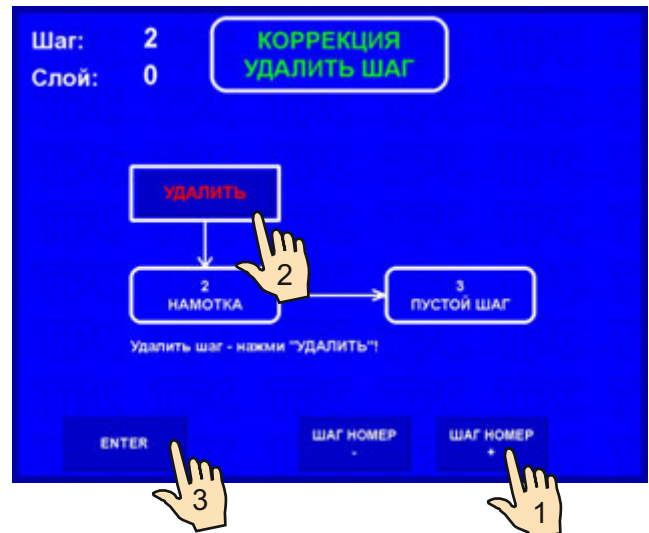 Шаг: 2
КОРРЕКЦИЯ
УДАЛИТЬ ШАГ
Слой: 0
УДАЛИТЬ
2
2
НАМОТКА
3
ПУСТОЙ ШАГ
Удалить шаг - нажми "УДАЛИТЬ"!
ENTER
ШАГ НОМЕР
-
ШАГ НОМЕР
+
3
1